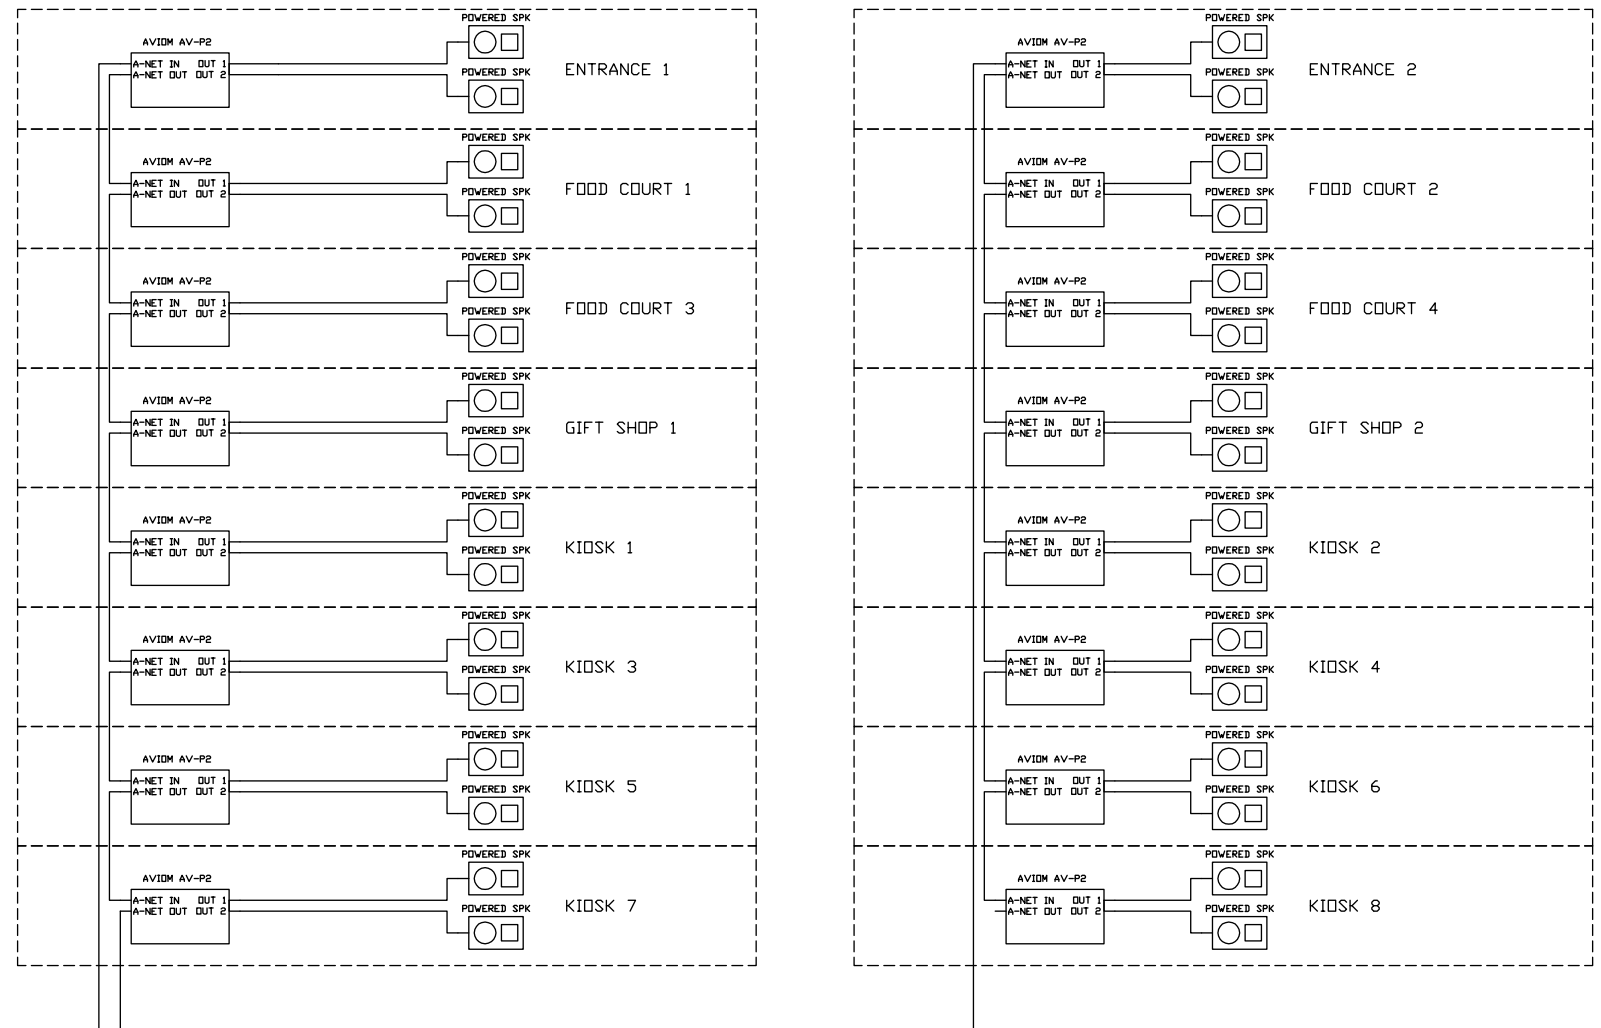 POWERED SPK
AVIOM AV-P2
A-NET IN OUT 1
A-NET OUT OUT 2
POWERED SPK
ENTRANCE 1
POWERED SPK
AVIOM AV-P2
A-NET IN OUT 1
A-NET OUT OUT 2
POWERED SPK
FOOD COURT 1
POWERED SPK
AVIOM AV-P2
A-NET IN OUT 1
A-NET OUT OUT 2
POWERED SPK
FOOD COURT 3
POWERED SPK
AVIOM AV-P2
A-NET IN OUT 1
A-NET OUT OUT 2
POWERED SPK
GIFT SHOP 1
POWERED SPK
AVIOM AV-P2
A-NET IN OUT 1
A-NET OUT OUT 2
POWERED SPK
KIOSK 1
POWERED SPK
AVIOM AV-P2
A-NET IN OUT 1
A-NET OUT OUT 2
POWERED SPK
KIOSK 3
POWERED SPK
AVIOM AV-P2
A-NET IN OUT 1
A-NET OUT OUT 2
POWERED SPK
KIOSK 5
POWERED SPK
AVIOM AV-P2
A-NET IN OUT 1
A-NET OUT OUT 2
POWERED SPK
KIOSK 7
POWERED SPK
AVIOM AV-P2
A-NET IN OUT 1
A-NET OUT OUT 2
POWERED SPK
ENTRANCE 2
POWERED SPK
AVIOM AV-P2
A-NET IN OUT 1
A-NET OUT OUT 2
POWERED SPK
FOOD COURT 2
POWERED SPK
AVIOM AV-P2
A-NET IN OUT 1
A-NET OUT OUT 2
POWERED SPK
FOOD COURT 4
POWERED SPK
AVIOM AV-P2
A-NET IN OUT 1
A-NET OUT OUT 2
POWERED SPK
GIFT SHOP 2
POWERED SPK
AVIOM AV-P2
A-NET IN OUT 1
A-NET OUT OUT 2
POWERED SPK
KIOSK 2
POWERED SPK
AVIOM AV-P2
A-NET IN OUT 1
A-NET OUT OUT 2
POWERED SPK
KIOSK 4
POWERED SPK
AVIOM AV-P2
A-NET IN OUT 1
A-NET OUT OUT 2
POWERED SPK
KIOSK 6
POWERED SPK
AVIOM AV-P2
A-NET IN OUT 1
A-NET OUT OUT 2
POWERED SPK
KIOSK 8